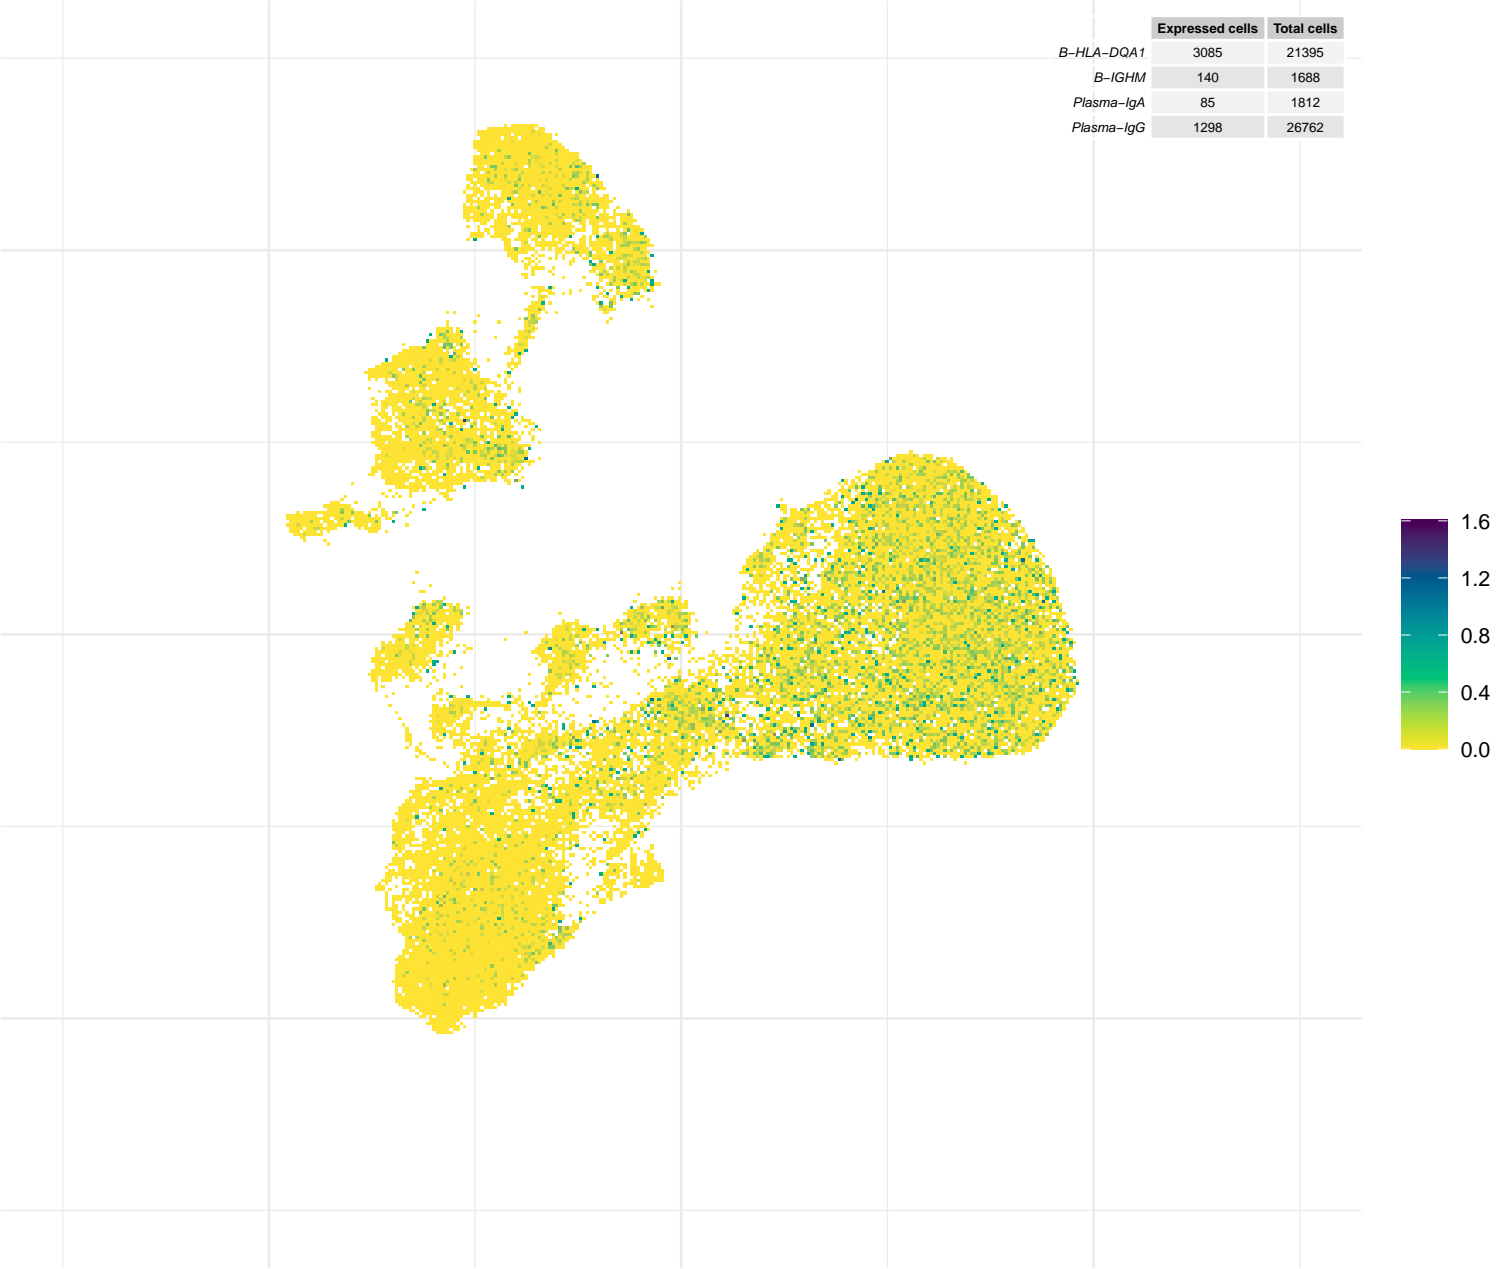 Expressed cells Total cells
B−HLA−DQA1 3085 21395
B−IGHM 140 1688
Plasma−IgA 85 1812
Plasma−IgG 1298 26762
1.6
1.2
0.8
0.4
0.0